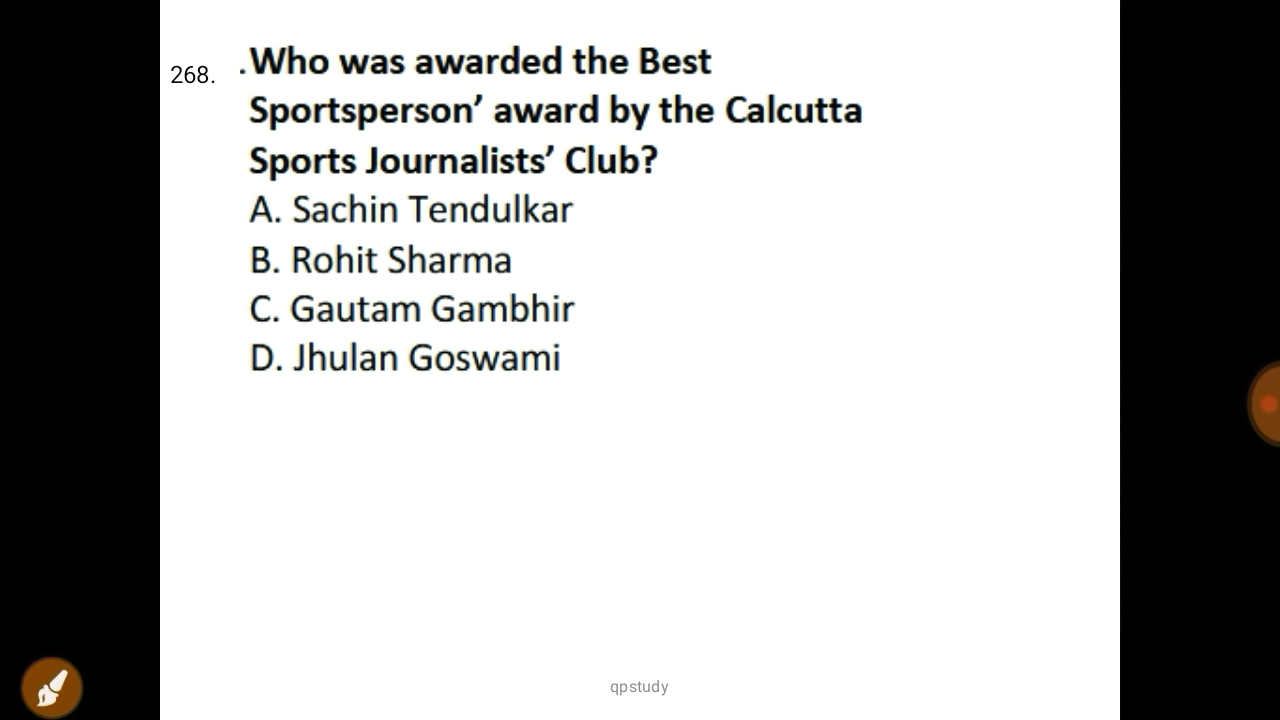 268. .Who was awarded the Best
Sportsperson’ award by the Calcutta
Sports Journalists’ Club?
A. Sachin Tendulkar
B. Rohit Sharma
C. Gautam Gambhir
D. Jhulan Goswami
qpstudy